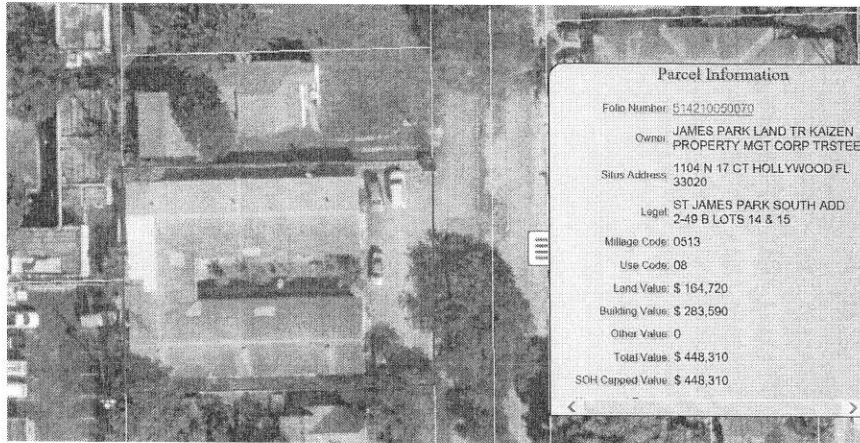 Parcel Information
Folio Number: 514210050070
Owner: JAMES PARK LAND TR KAIZEN
PROPERTY MGT CORP TRSTEE
Situs Address: 1104 N 17 CT HOLLYWOOD FL
33020
Legal: ST JAMES PARK SOUTH ADD
2-49 B LOTS 14 & 15
Millage Code: 0513
Use Code: 08
Land Value: $ 164,720
Building Value: $ 283,590
Other Value: 0
Total Value: $ 448,310
SOH Capped Value: $ 448,310